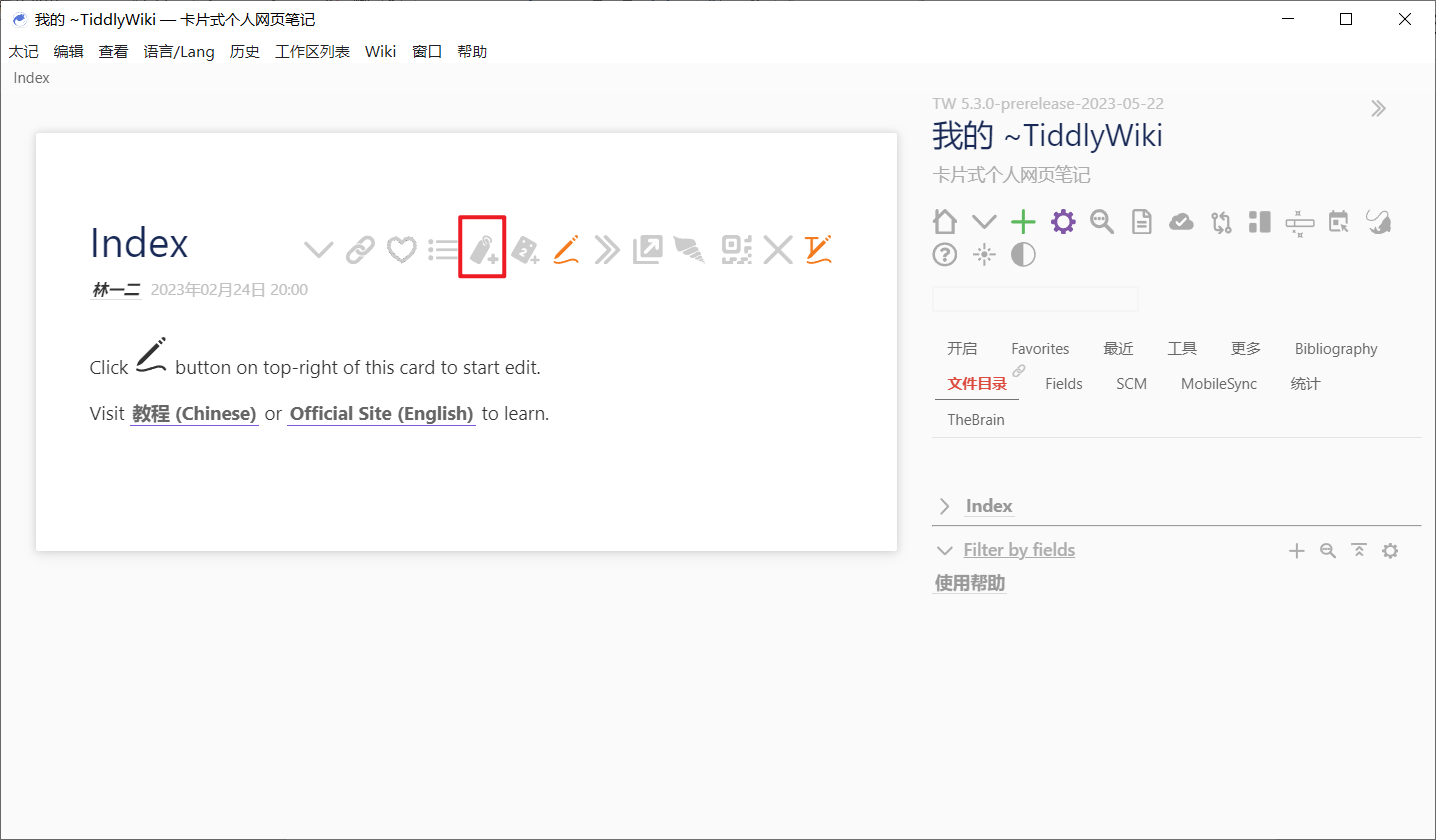 我的 ~TiddlyWiki — 卡片式个人网页笔记
太记 编辑 查看 语言/Lang 历史 工作区列表 Wiki 窗口 帮助
Index
TW 5.3.0-prerelease-2023-05-22
我的 ~TiddlyWiki
卡片式个人网页笔记
Index
林一二 2023年02月24日 20:00
Click button on top-right of this card to start edit.
Visit 教程 (Chinese) or Official Site (English) to learn.
开启 Favorites 最近 工具 更多 Bibliography
文件目录 Fields SCM MobileSync 统计
TheBrain
Index
Filter by fields
使用帮助